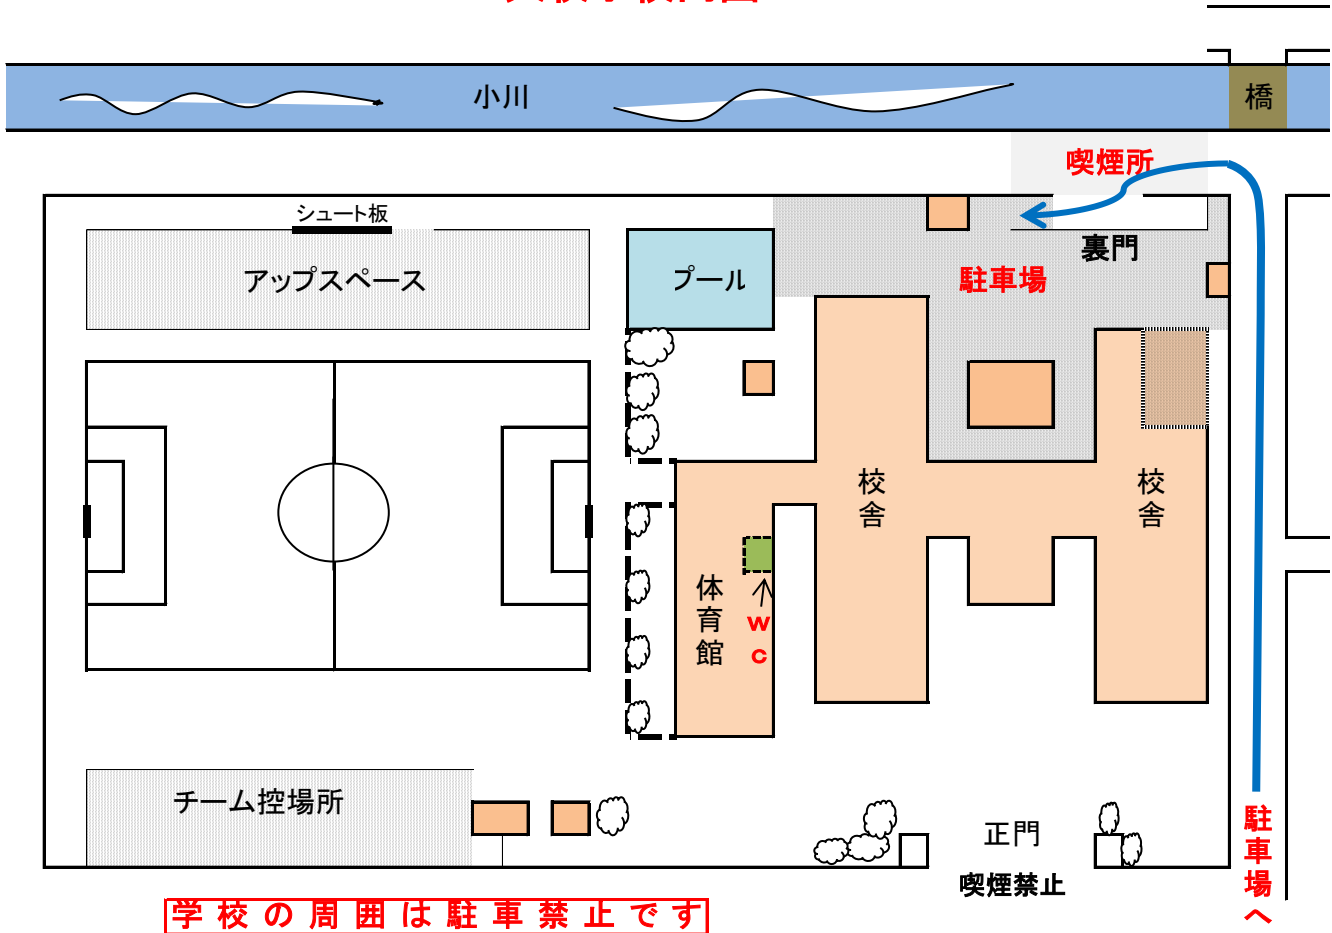 小川
橋
喫煙所
シュート板
裏門
アップスペース
プール
駐車場
校舎
校舎
体育館
wc
チーム控場所
正門
喫煙禁止
駐車場へ
学校の周囲は駐車禁止です